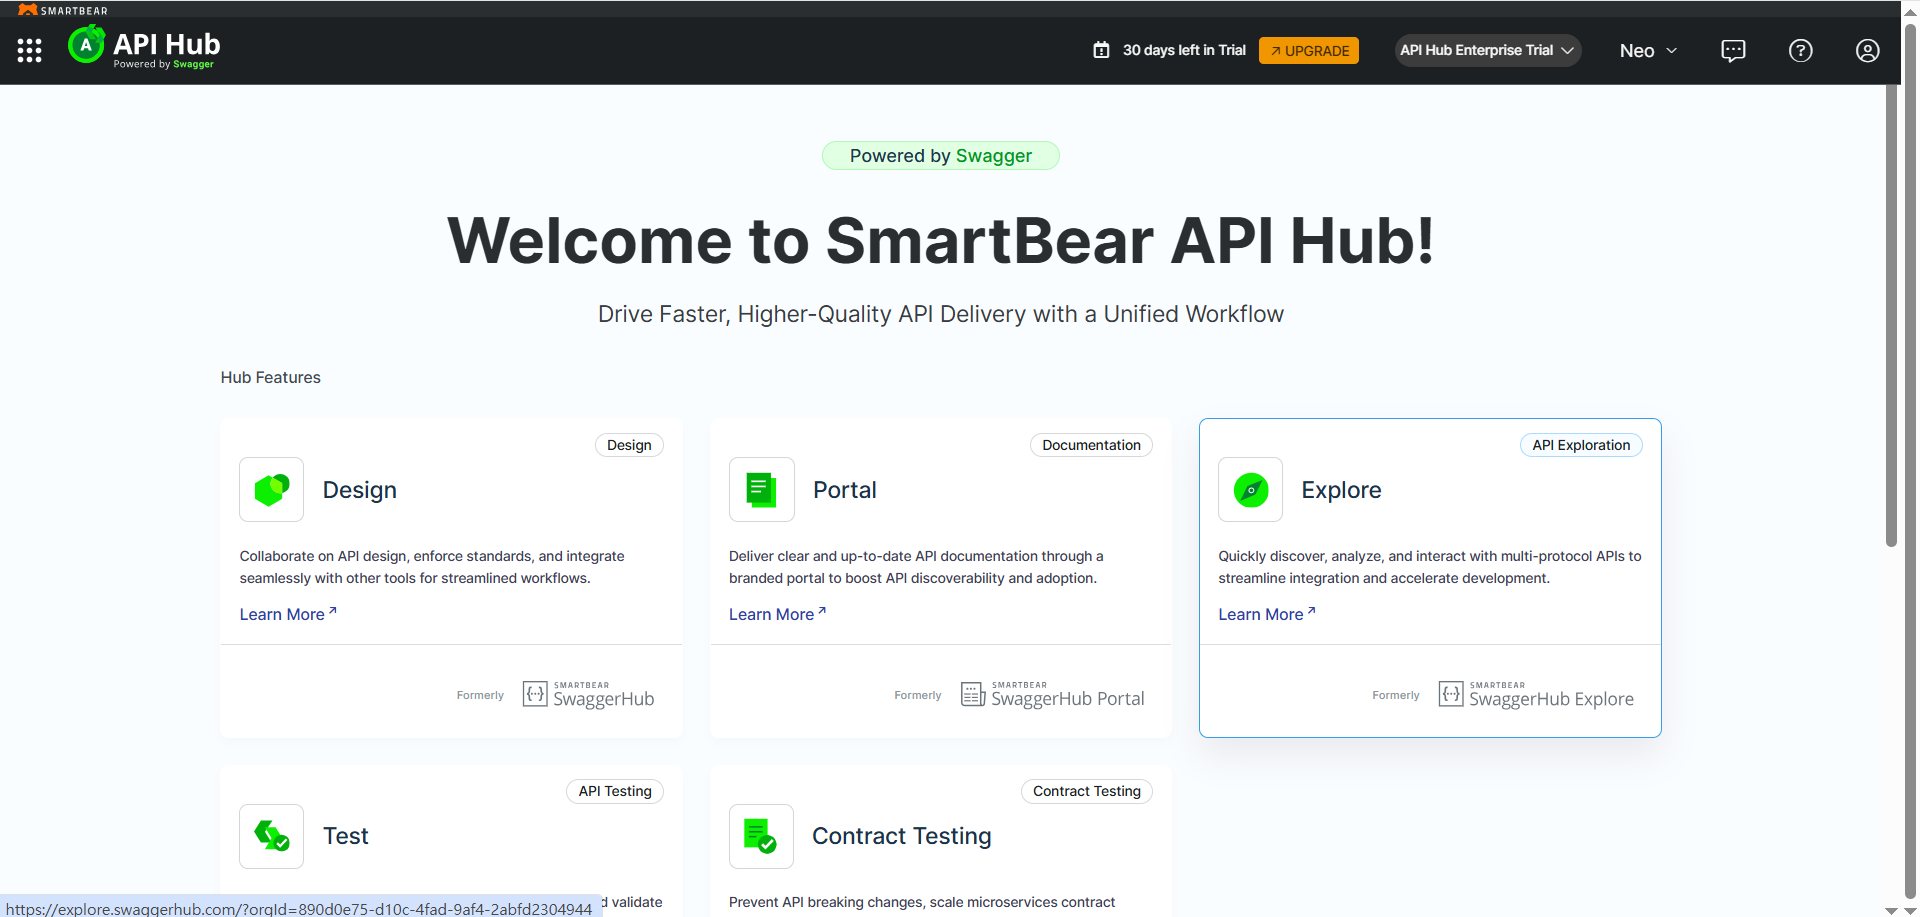 SMARTBEAR
API Hub
Powered by Swagger
30 days left in Trial
UPGRADE
API Hub Enterprise Trial
Neo
Powered by Swagger
Welcome to SmartBear API Hub!
Drive Faster, Higher-Quality API Delivery with a Unified Workflow
Hub Features
Design
Design
Collaborate on API design, enforce standards, and integrate
seamlessly with other tools for streamlined workflows.
Learn More
Formerly
SMARTBEAR
SwaggerHub
Documentation
Portal
Deliver clear and up-to-date API documentation through a
branded portal to boost API discoverability and adoption.
Learn More
Formerly
SMARTBEAR
SwaggerHub Portal
API Exploration
Explore
Quickly discover, analyze, and interact with multi-protocol APIs to
streamline integration and accelerate development.
Learn More
Formerly
SMARTBEAR
SwaggerHub Explore
API Testing
Test
validate
Contract Testing
Contract Testing
Prevent API breaking changes, scale microservices contract
https://explore.swaggerhub.com/?orgId=890d0e75-d10c-4fad-9af4-2abfd2304944